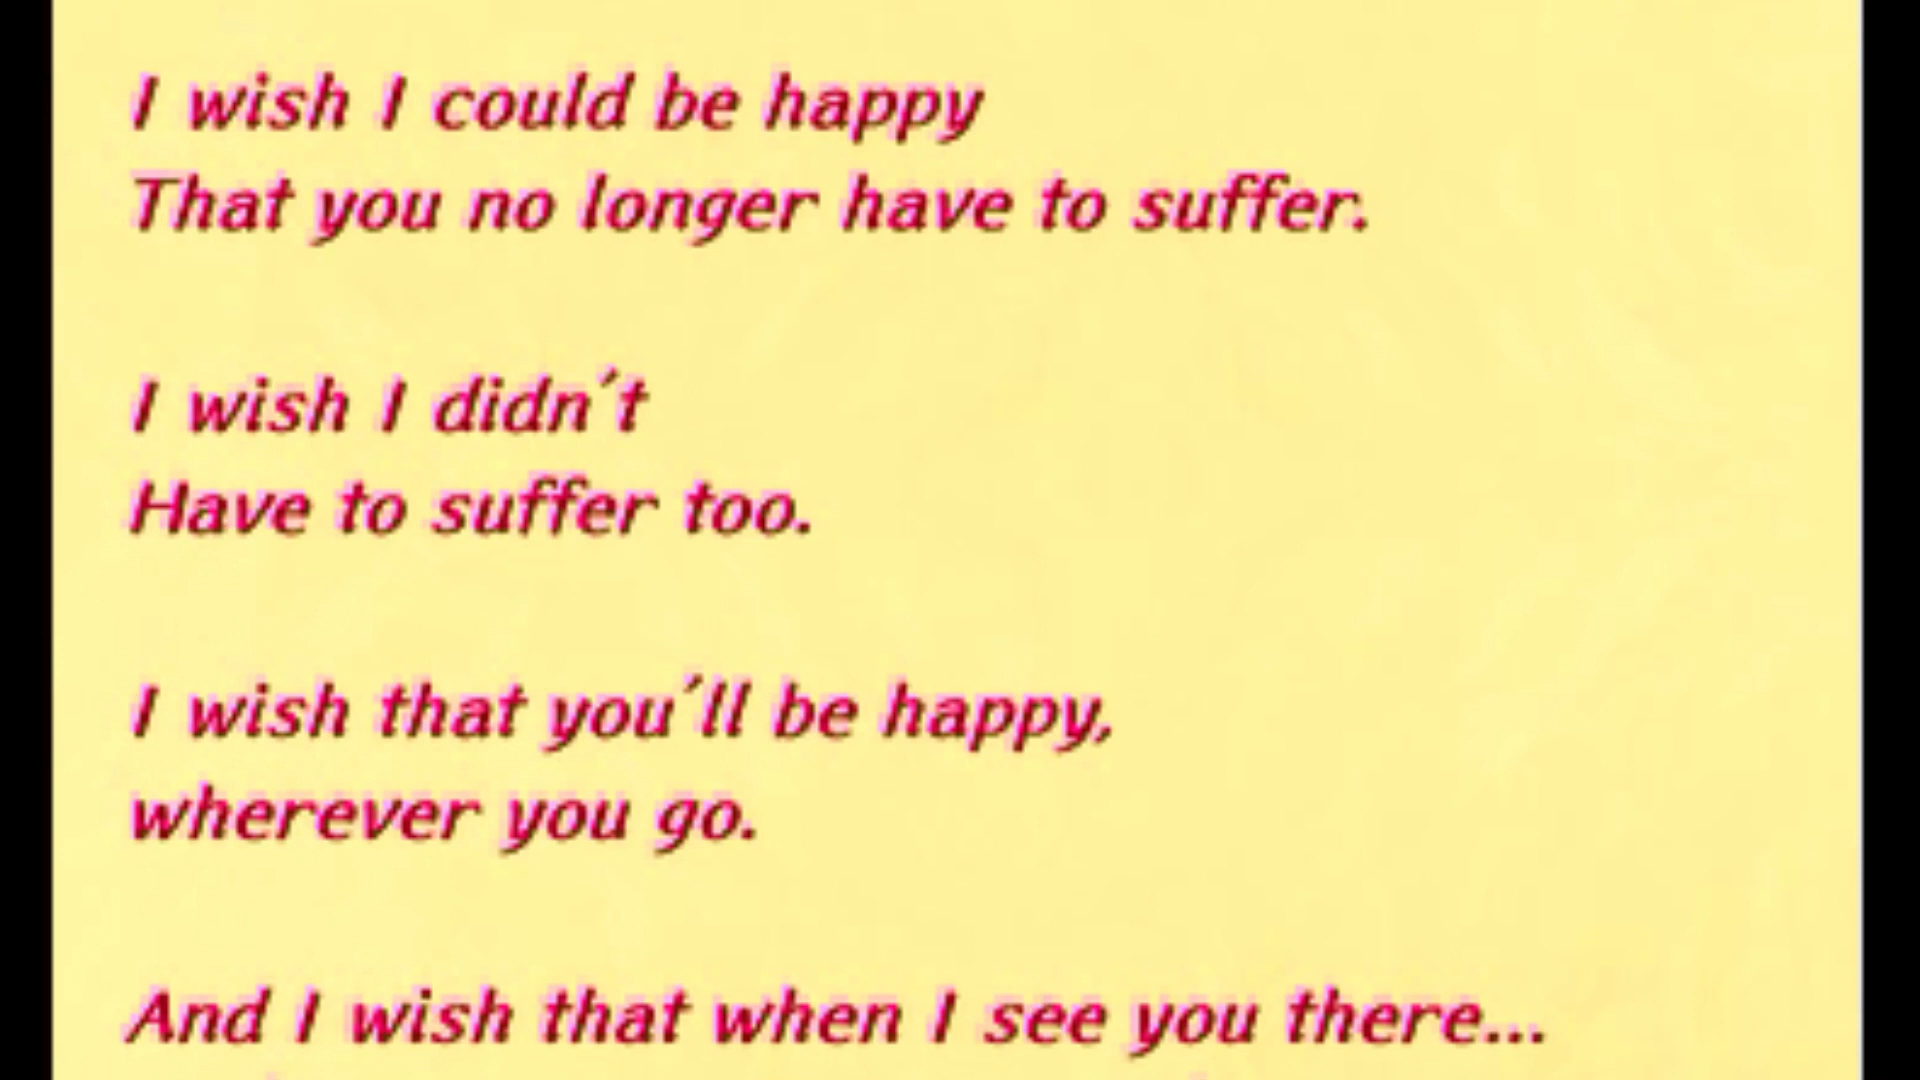 I wish I could be happy
That you no longer have to suffer.
I wish I didn´t
Have to suffer too.
I wish that you´ll be happy,
wherever you go.
And I wish that when I see you there...